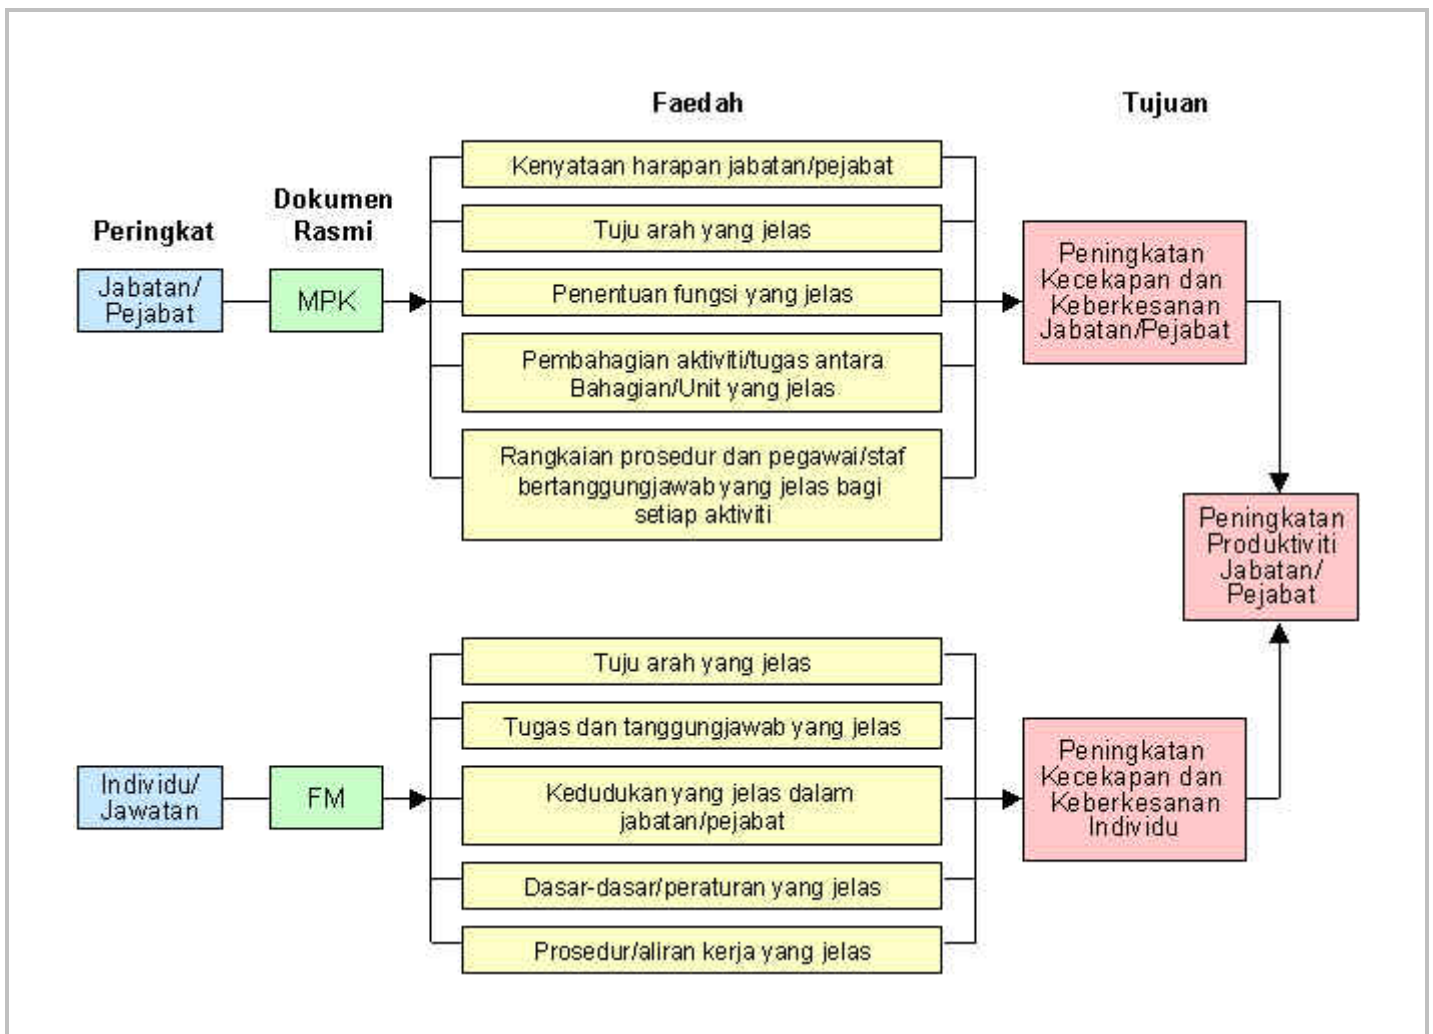 Faedah
Tujuan
Dokumen
Rasmi
Peringkat
Jabatan/
Pejabat
MPK
Kenyataan harapan jabatan/pejabat
Tuju arah yang jelas
Penentuan fungsi yang jelas
Pembahagian aktiviti/tugas antara
Bahagian/Unit yang jelas
Rangkaian prosedur dan pegawai/staf
bertanggungjawab yang jelas bagi
setiap aktiviti
Peningkatan
Kecekapan dan
Keberkesanan
Jabatan/Pejabat
Peningkatan
Produktiviti
Jabatan/
Pejabat
Individu/
Jawatan
FM
Tuju arah yang jelas
Tugas dan tanggungjawab yang jelas
Kedudukan yang jelas dalam
jabatan/pejabat
Dasar-dasar/peraturan yang jelas
Prosedur/aliran kerja yang jelas
Peningkatan
Kecekapan dan
Keberkesanan
Individu